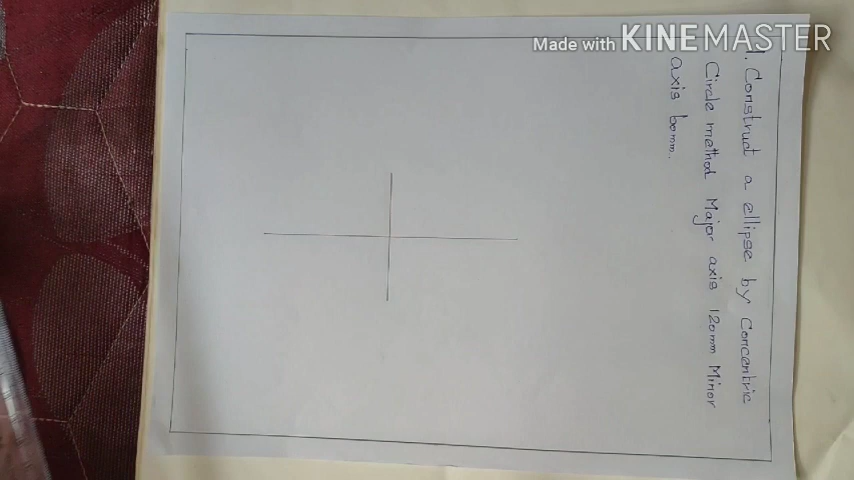 Made with KINEMASTER
1. Construct a ellipse by Concentric
Circle method Major axis 120mm Minor
axis 60mm.